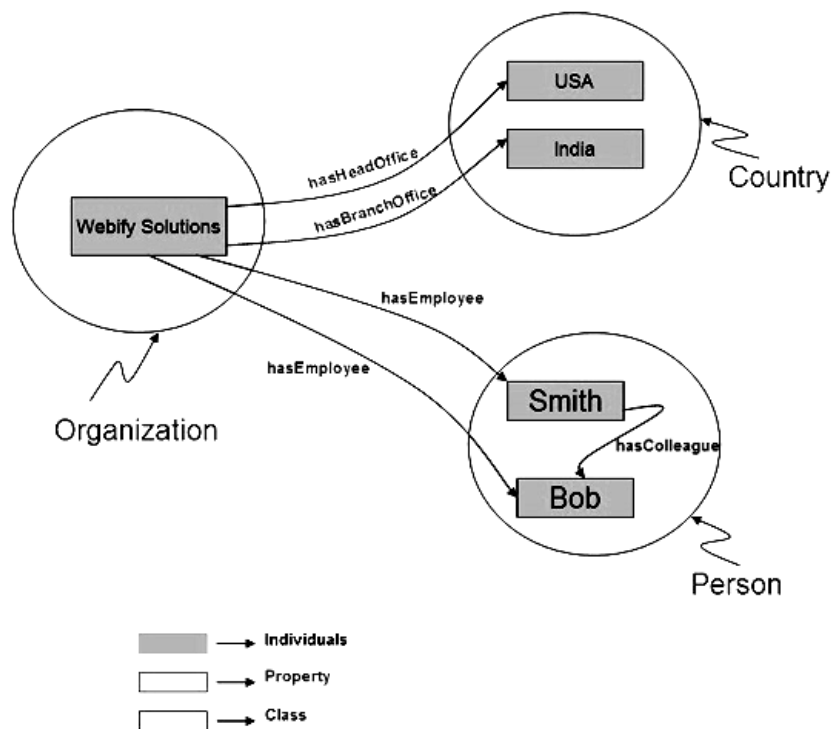 USA
India
Country
hasHeadOffice
hasBranchOffice
Webify Solutions
hasEmployee
hasEmployee
Organization
Smith
hasColleague
Bob
Person
Individuals
Property
Class